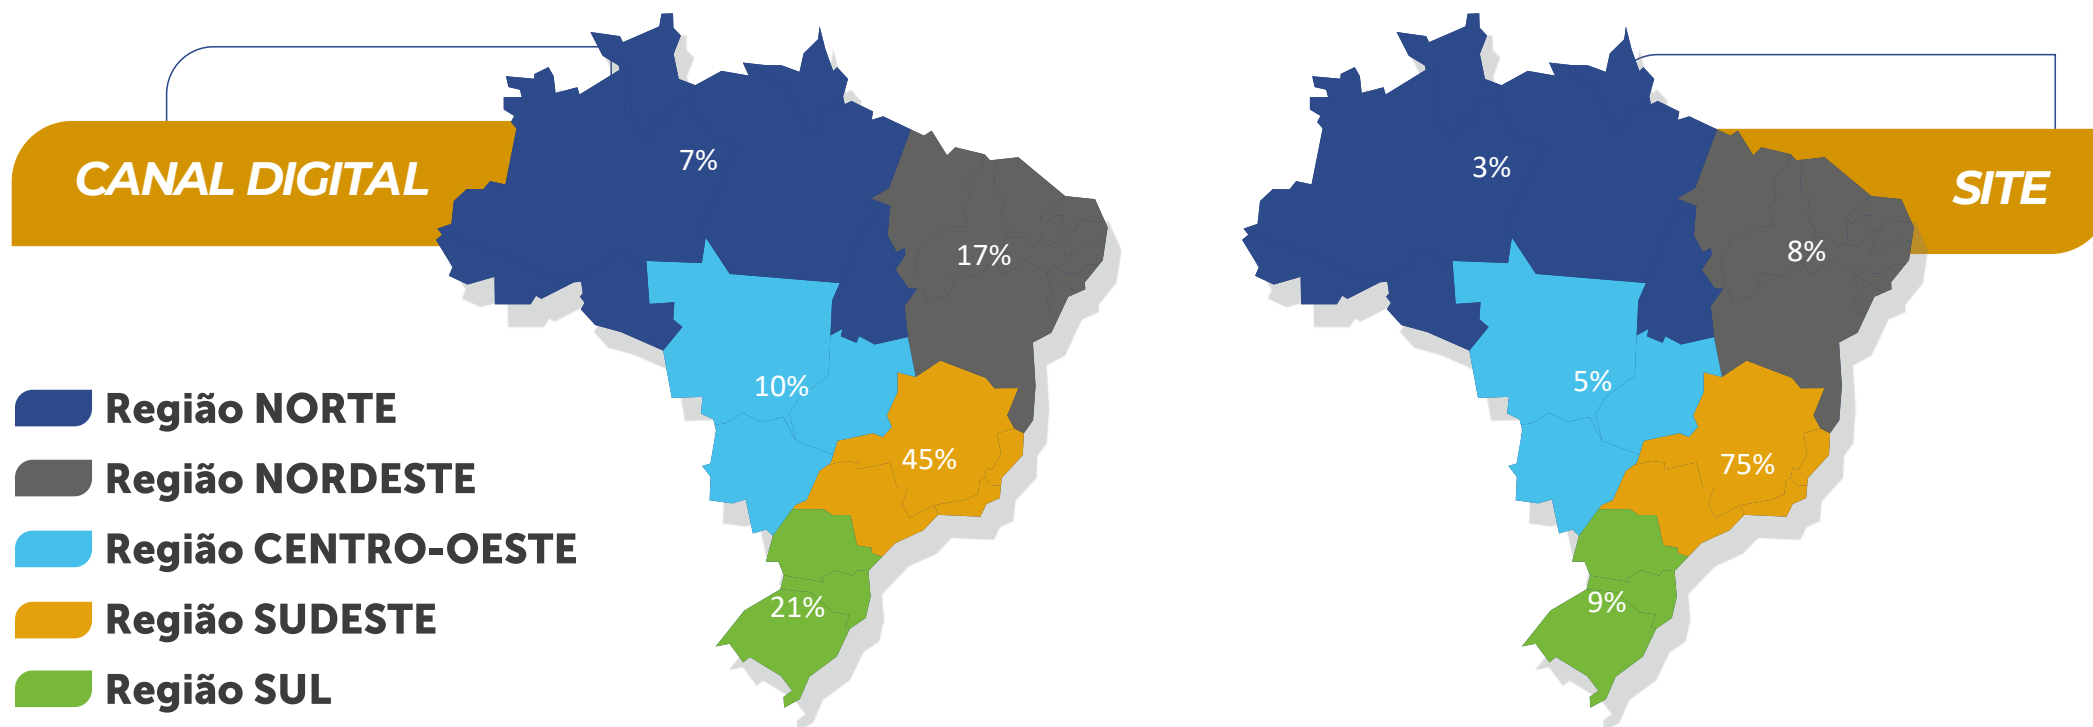 CANAL DIGITAL
7%
17%
10%
45%
21%
SITE
3%
8%
5%
75%
9%
Região NORTE
Região NORDESTE
Região CENTRO-OESTE
Região SUDESTE
Região SUL